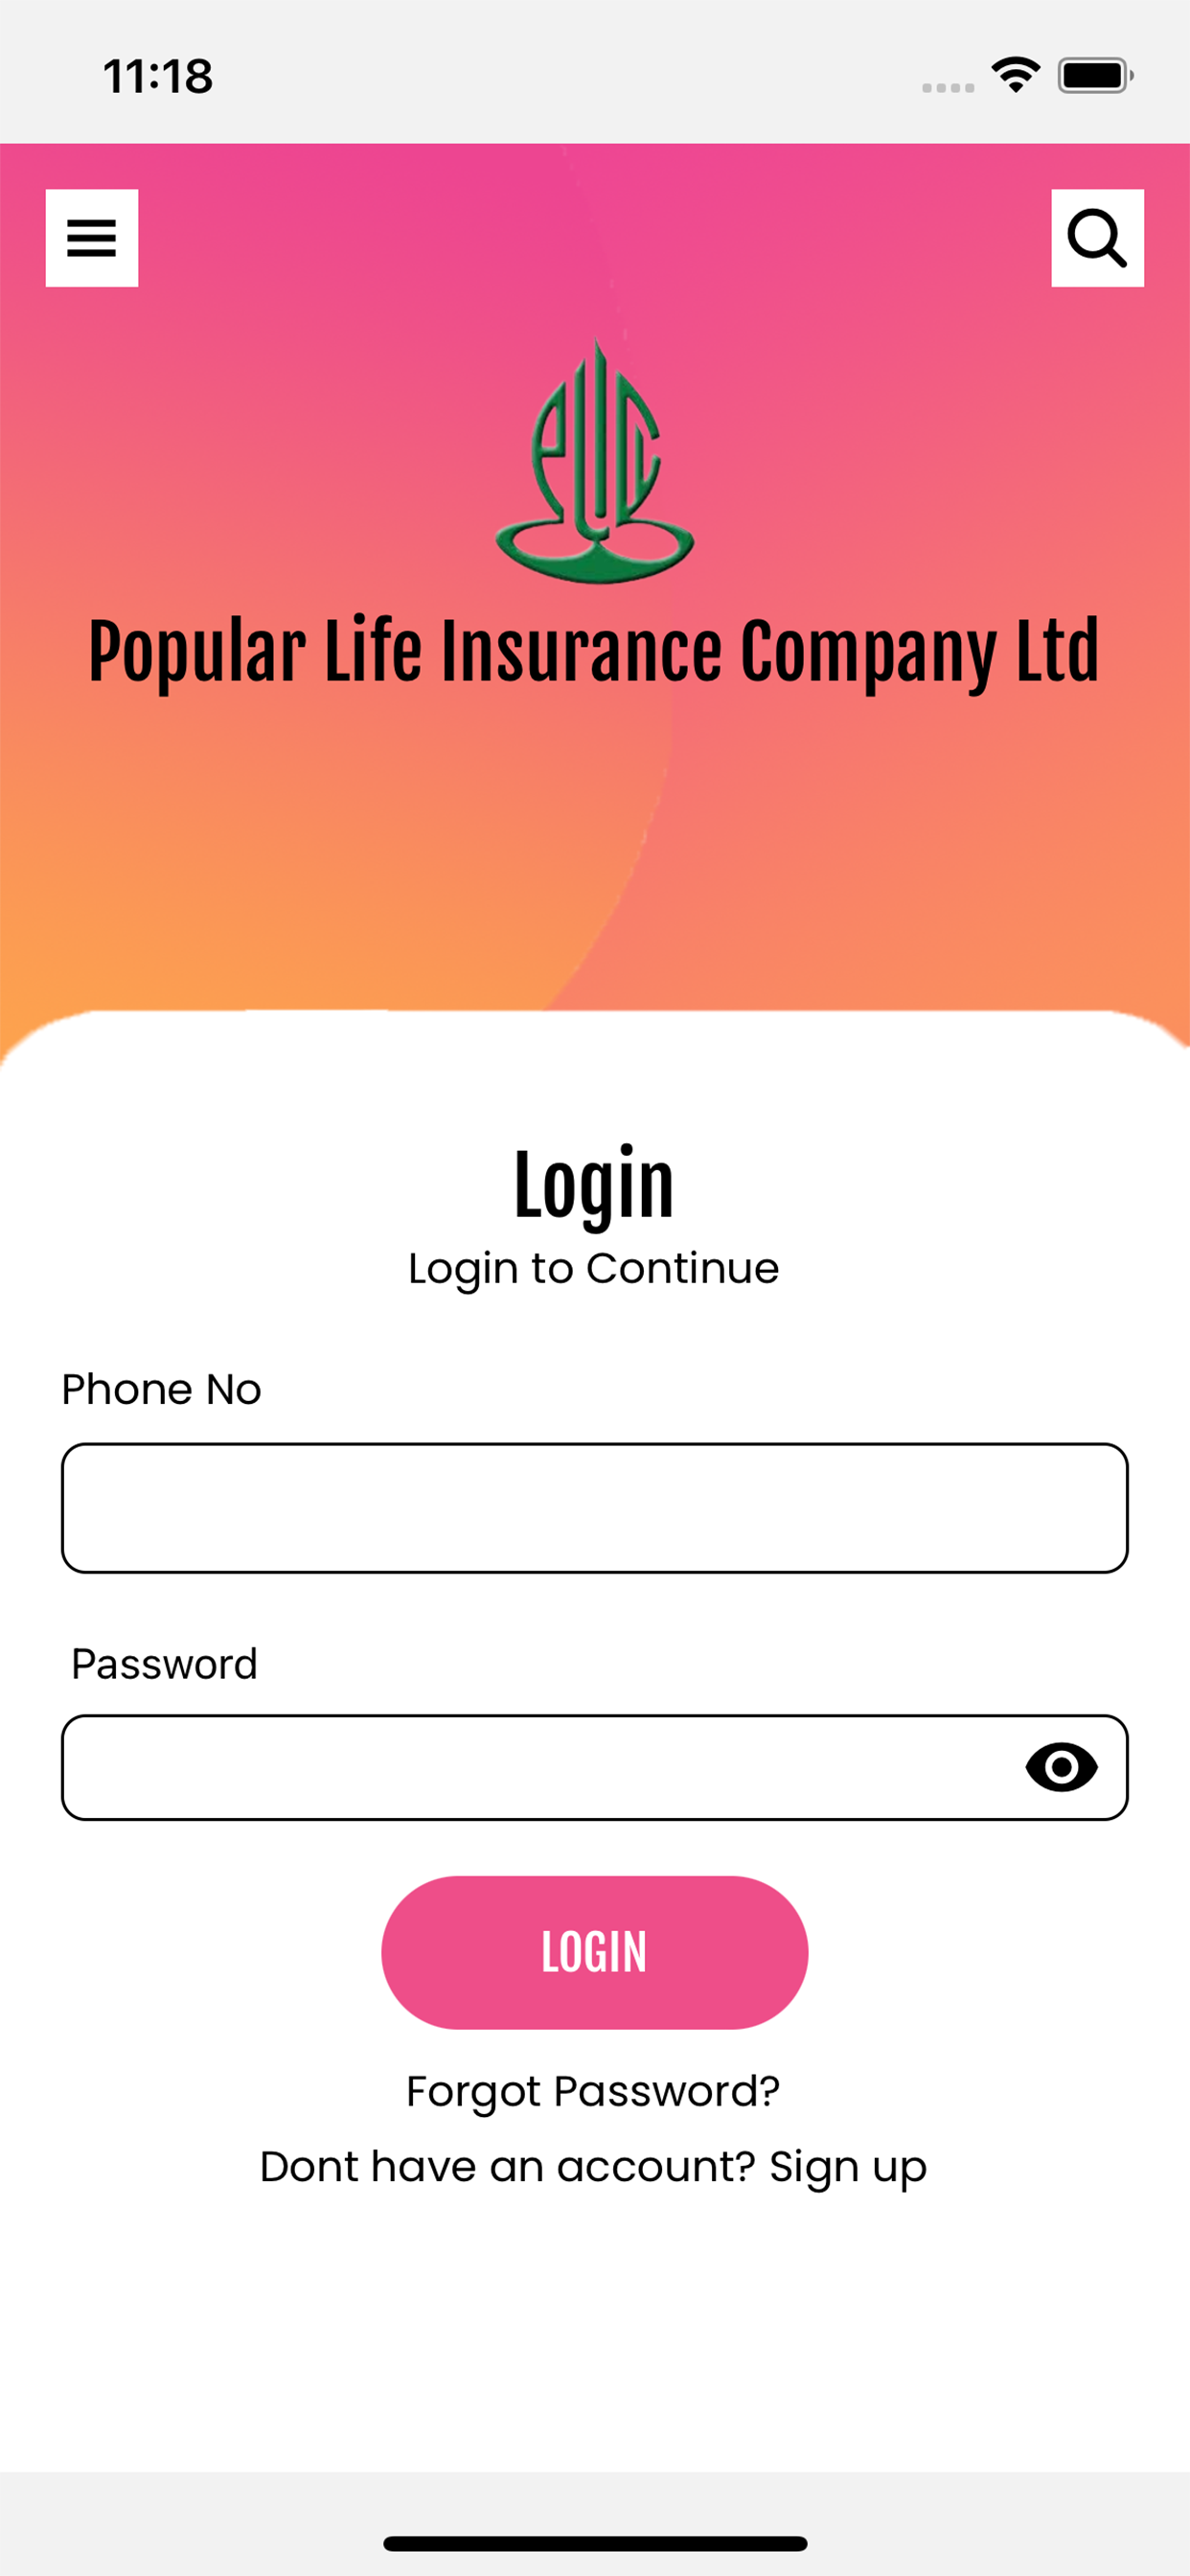 11:18
PLIC
Popular Life Insurance Company Ltd
Login
Login to Continue
Phone No
Password
LOGIN
Forgot Password?
Dont have an account? Sign up